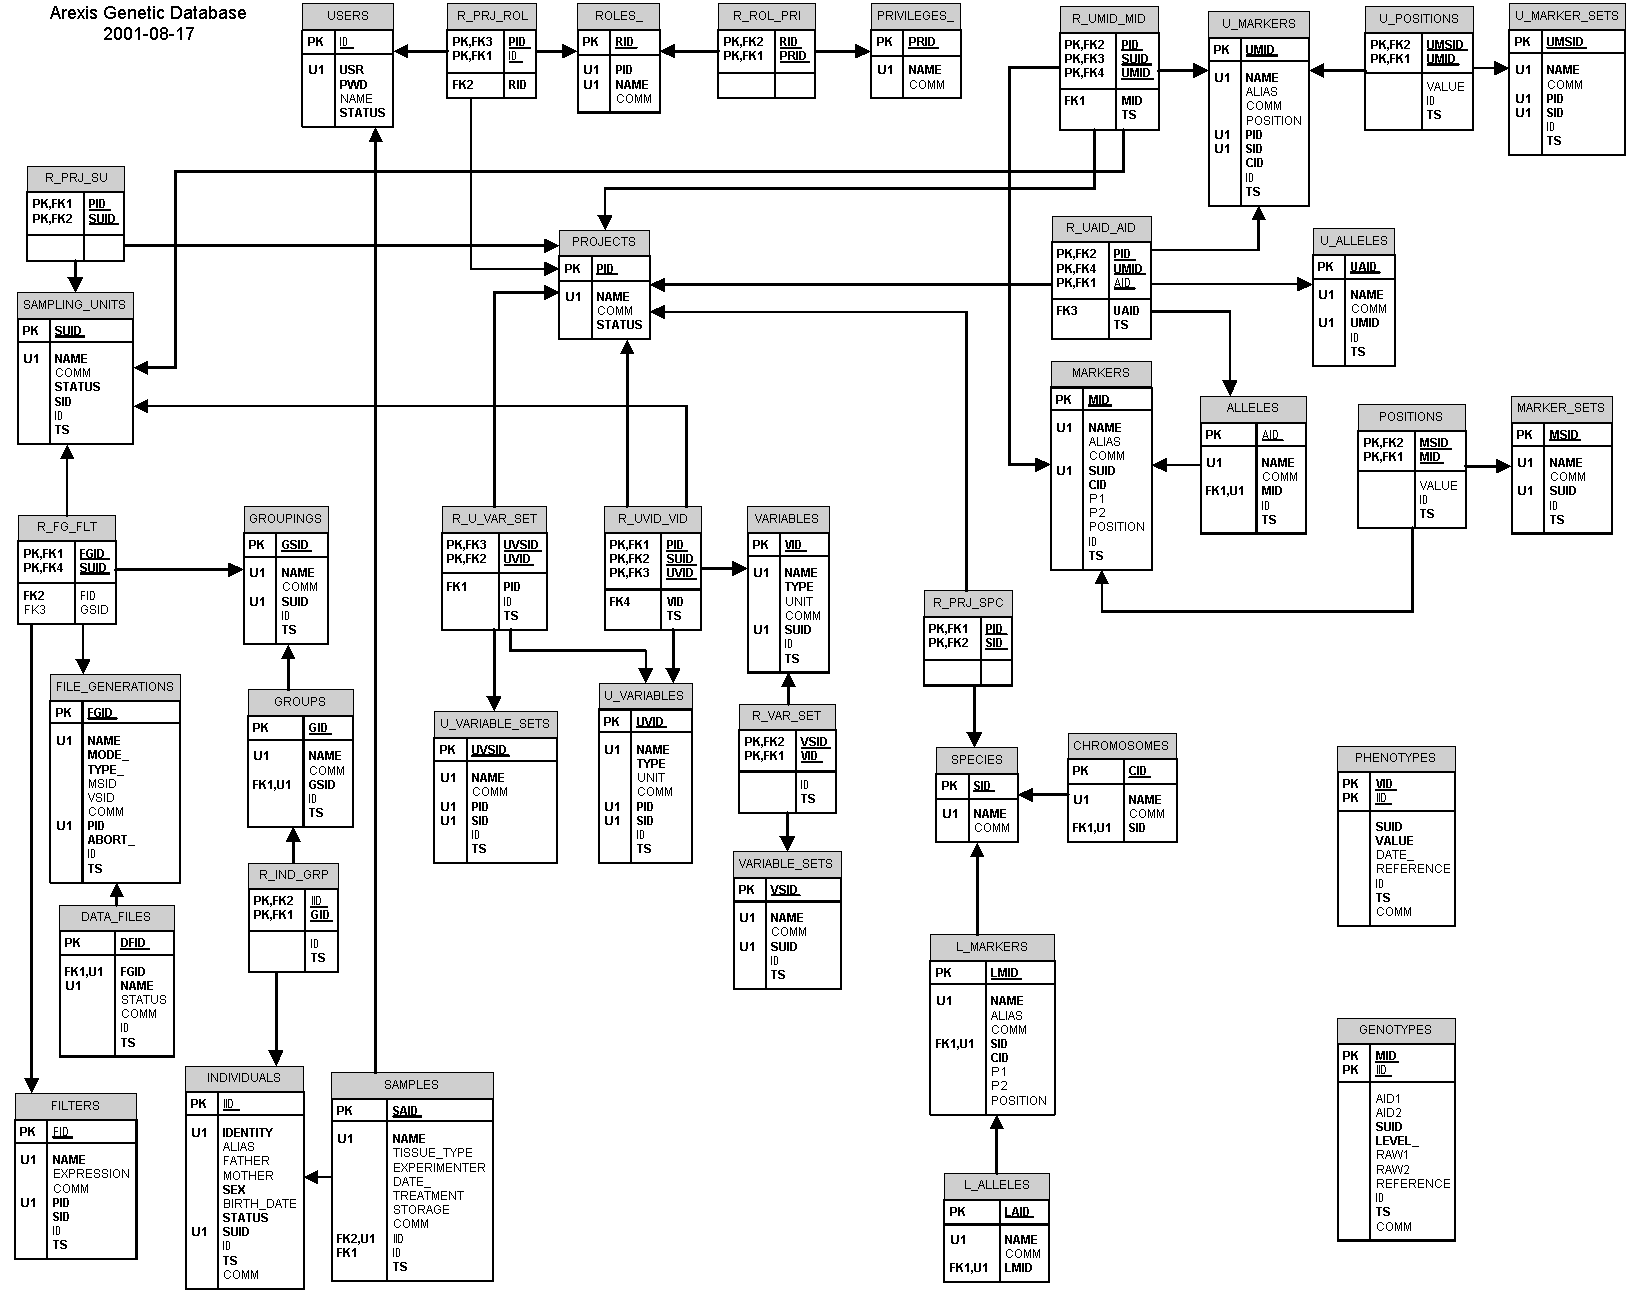 Arexis Genetic Database
2001-08-17
USERS
PK ID
U1 USR
PWD
NAME
STATUS
R_PRJ_ROL
PK,FK3 PID
PK,FK1 ID
FK2 RID
ROLES_
PK RID
U1 PID
U1 NAME
COMM
R_ROL_PRI
PK,FK2 RID
PK,FK1 PRID
PRIVILEGES_
PK PRID
U1 NAME
COMM
R_UMID_MID
PK,FK2 PID
PK,FK3 SUID
PK,FK4 UMID
FK1 MID
TS
U_MARKERS
PK UMID
U1 NAME
ALIAS
COMM
POSITION
U1 PID
U1 SID
CID
ID
TS
U_POSITIONS
PK,FK2 UMSID
PK,FK1 UMID
VALUE
ID
TS
U_MARKER_SETS
PK UMSID
U1 NAME
COMM
U1 PID
U1 SID
ID
TS
R_PRJ_SU
PK,FK1 PID
PK,FK2 SUID
PROJECTS
PK PID
U1 NAME
COMM
STATUS
R_UAID_AID
PK,FK2 PID
PK,FK4 UMID
PK,FK1 AID
FK3 UAID
TS
U_ALLELES
PK UAID
U1 NAME
COMM
U1 UMID
ID
TS
SAMPLING_UNITS
PK SUID
U1 NAME
COMM
STATUS
SID
ID
TS
MARKERS
PK MID
U1 NAME
ALIAS
COMM
U1 SUID
CID
P1
P2
POSITION
ID
TS
ALLELES
PK AID
U1 NAME
COMM
FK1,U1 MID
ID
TS
POSITIONS
PK,FK2 MSID
PK,FK1 MID
VALUE
ID
TS
MARKER_SETS
PK MSID
U1 NAME
COMM
U1 SUID
ID
TS
R_FG_FLT
PK,FK1 FGID
PK,FK4 SUID
FK2 FID
FK3 GSID
GROUPINGS
PK GSID
U1 NAME
COMM
U1 SUID
ID
TS
R_U_VAR_SET
PK,FK3 UVSID
PK,FK2 UVID
FK1 PID
ID
TS
R_UVID_VID
PK,FK1 PID
PK,FK2 SUID
PK,FK3 UVID
FK4 VID
TS
VARIABLES
PK VID
U1 NAME
TYPE
UNIT
COMM
U1 SUID
ID
TS
R_PRJ_SPC
PK,FK1 PID
PK,FK2 SID
FILE_GENERATIONS
PK FGID
U1 NAME
MODE_
TYPE_
MSID
VSID
COMM
U1 PID
ABORT_
ID
TS
GROUPS
PK GID
U1 NAME
COMM
FK1,U1 GSID
ID
TS
U_VARIABLE_SETS
PK UVSID
U1 NAME
COMM
U1 PID
U1 SID
ID
TS
U_VARIABLES
PK UVID
U1 NAME
TYPE
UNIT
COMM
U1 PID
U1 SID
ID
TS
R_VAR_SET
PK,FK2 VSID
PK,FK1 VID
ID
TS
SPECIES
PK SID
U1 NAME
COMM
CHROMOSOMES
PK CID
U1 NAME
COMM
FK1,U1 SID
PHENOTYPES
PK VID
PK IID
SUID
VALUE
DATE_
REFERENCE
ID
TS
COMM
DATA_FILES
PK DFID
FK1,U1 FGID
U1 NAME
STATUS
COMM
ID
TS
R_IND_GRP
PK,FK2 IID
PK,FK1 GID
ID
TS
VARIABLE_SETS
PK VSID
U1 NAME
COMM
U1 SUID
ID
TS
L_MARKERS
PK LMID
U1 NAME
ALIAS
COMM
FK1,U1 SID
CID
P1
P2
POSITION
GENOTYPES
PK MID
PK IID
AID1
AID2
SUID
LEVEL_
RAW1
RAW2
REFERENCE
ID
TS
COMM
FILTERS
PK FID
U1 NAME
EXPRESSION
COMM
U1 PID
SID
ID
TS
INDIVIDUALS
PK IID
U1 IDENTITY
ALIAS
FATHER
MOTHER
SEX
BIRTH_DATE
STATUS
U1 SUID
ID
TS
COMM
SAMPLES
PK SAID
U1 NAME
TISSUE_TYPE
EXPERIMENTER
DATE_
TREATMENT
STORAGE
COMM
FK2,U1 IID
FK1 ID
TS
L_ALLELES
PK LAID
U1 NAME
COMM
FK1,U1 LMID